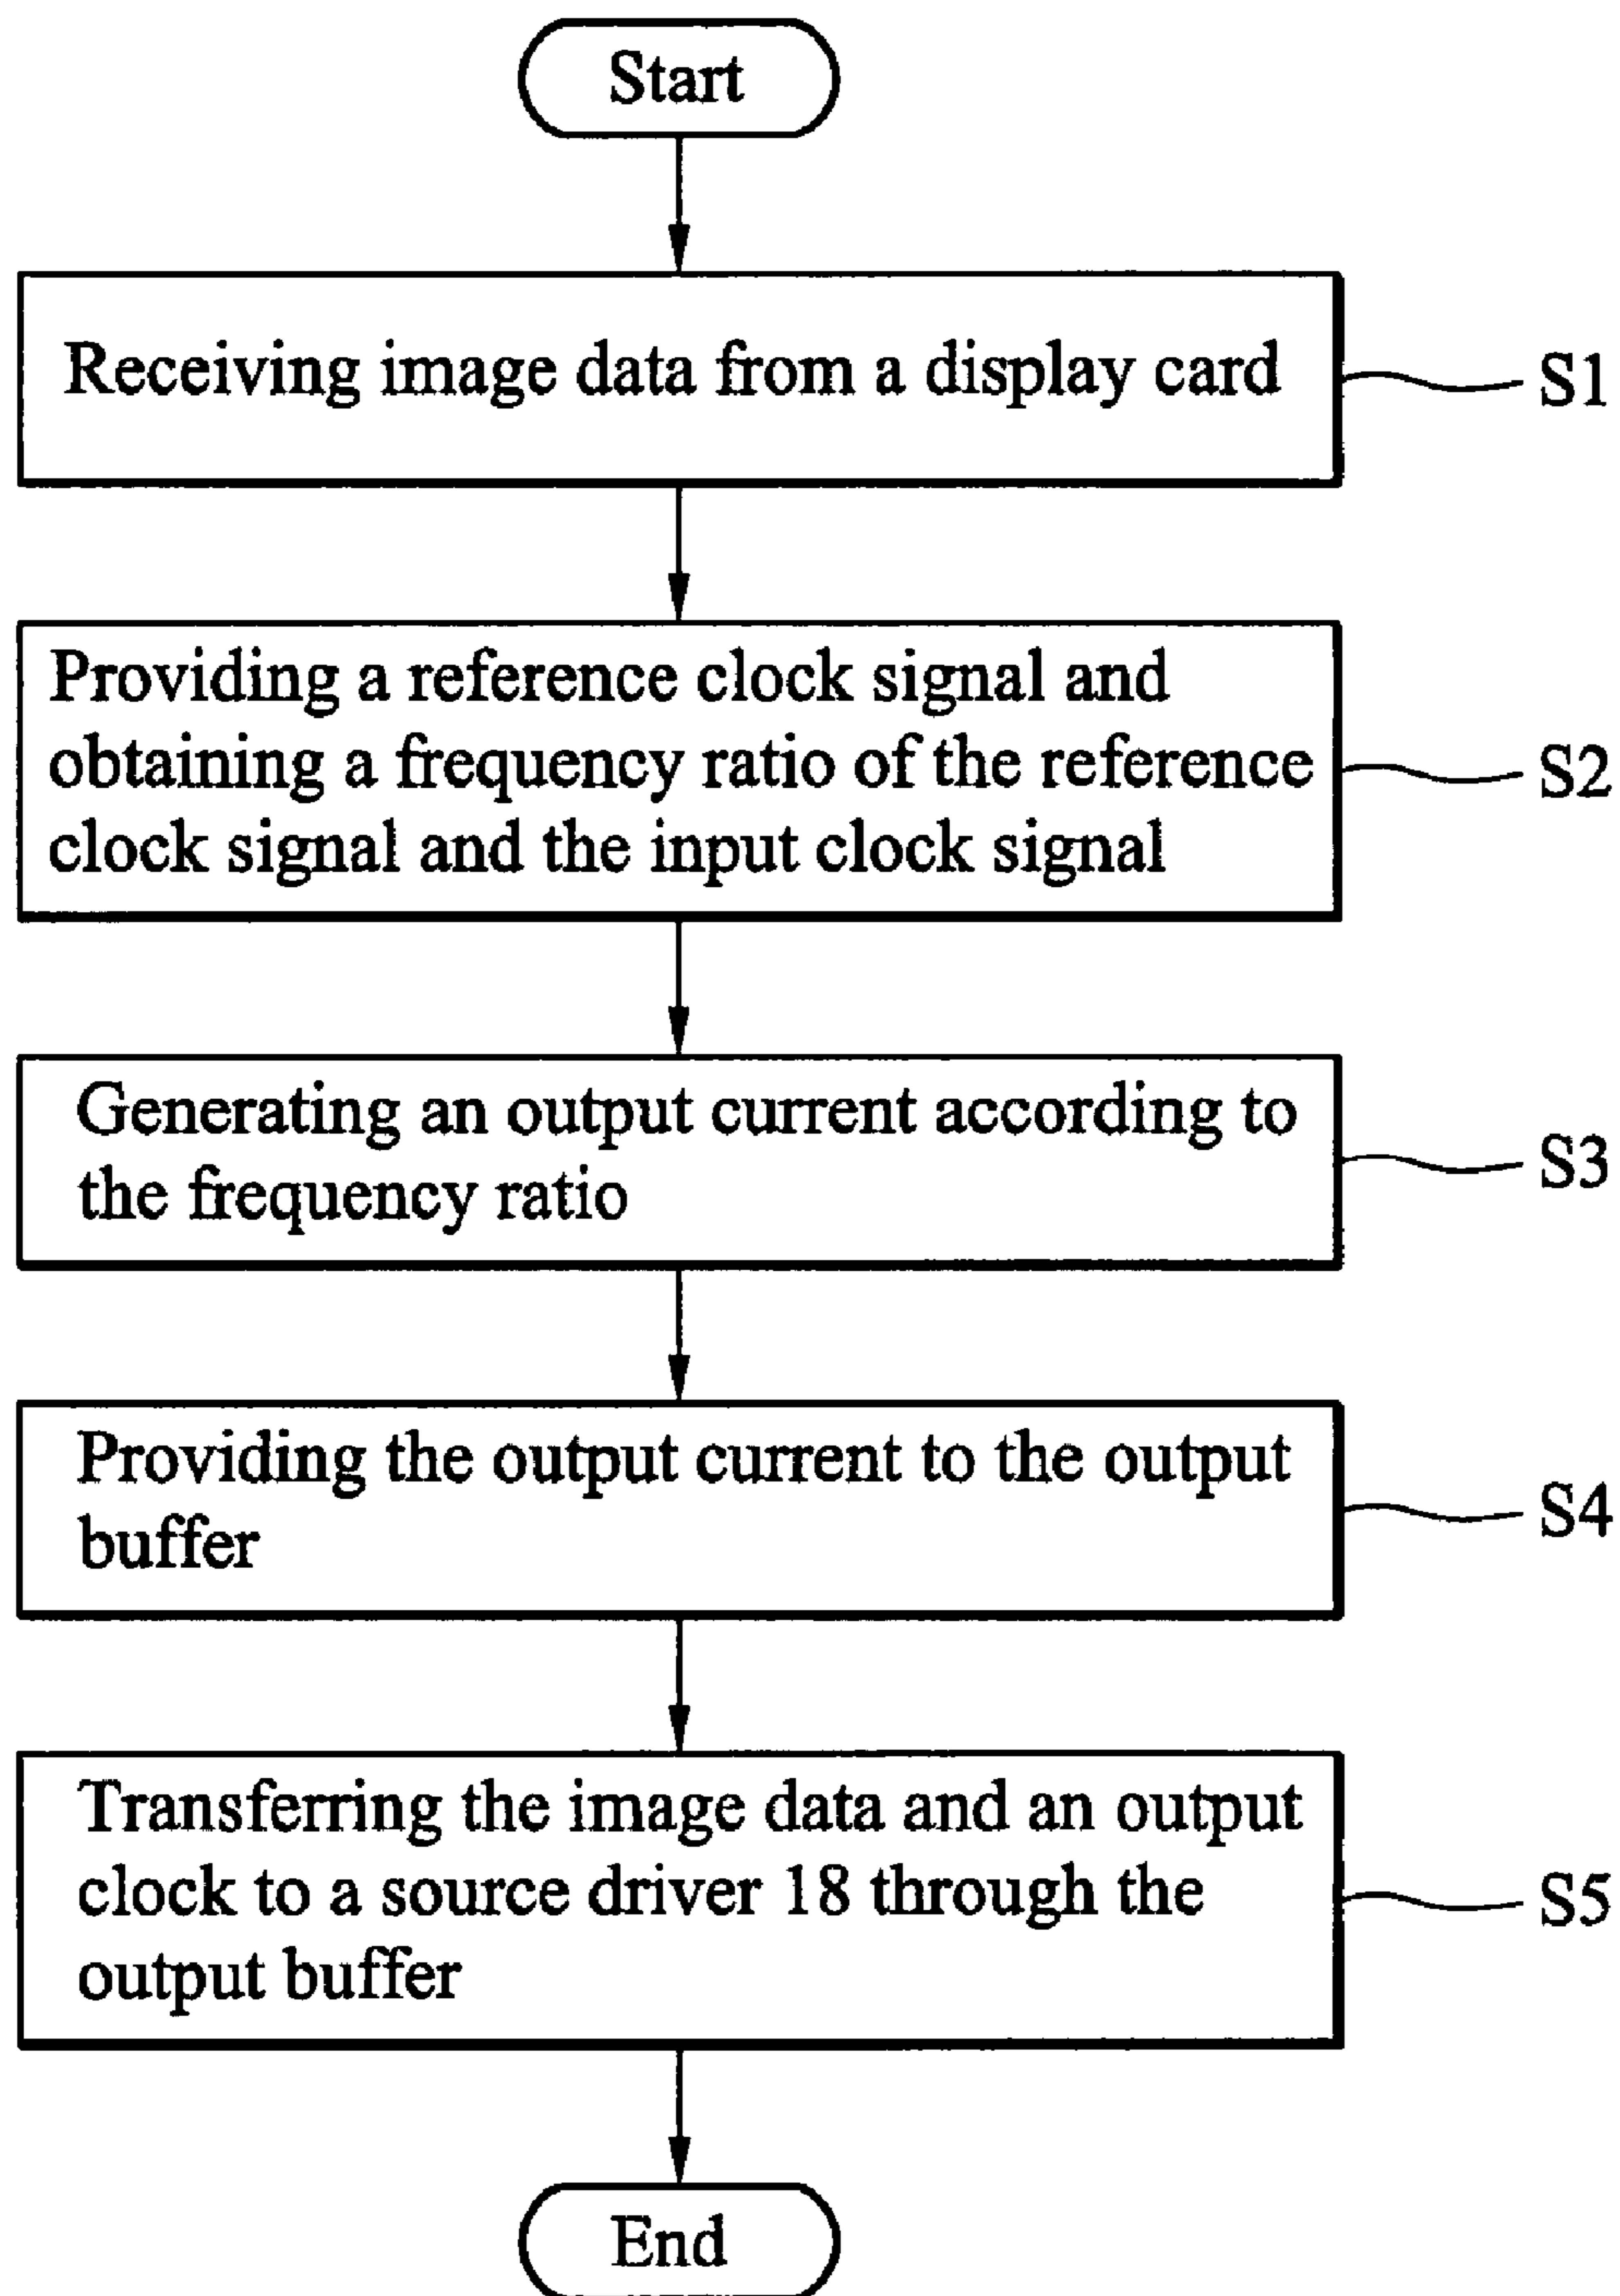 Start
Receiving image data from a display card
S1
Providing a reference clock signal and
obtaining a frequency ratio of the reference
clock signal and the input clock signal
S2
Generating an output current according to
the frequency ratio
S3
Providing the output current to the output
buffer
S4
Transferring the image data and an output
clock to a source driver 18 through the
output buffer
S5
End